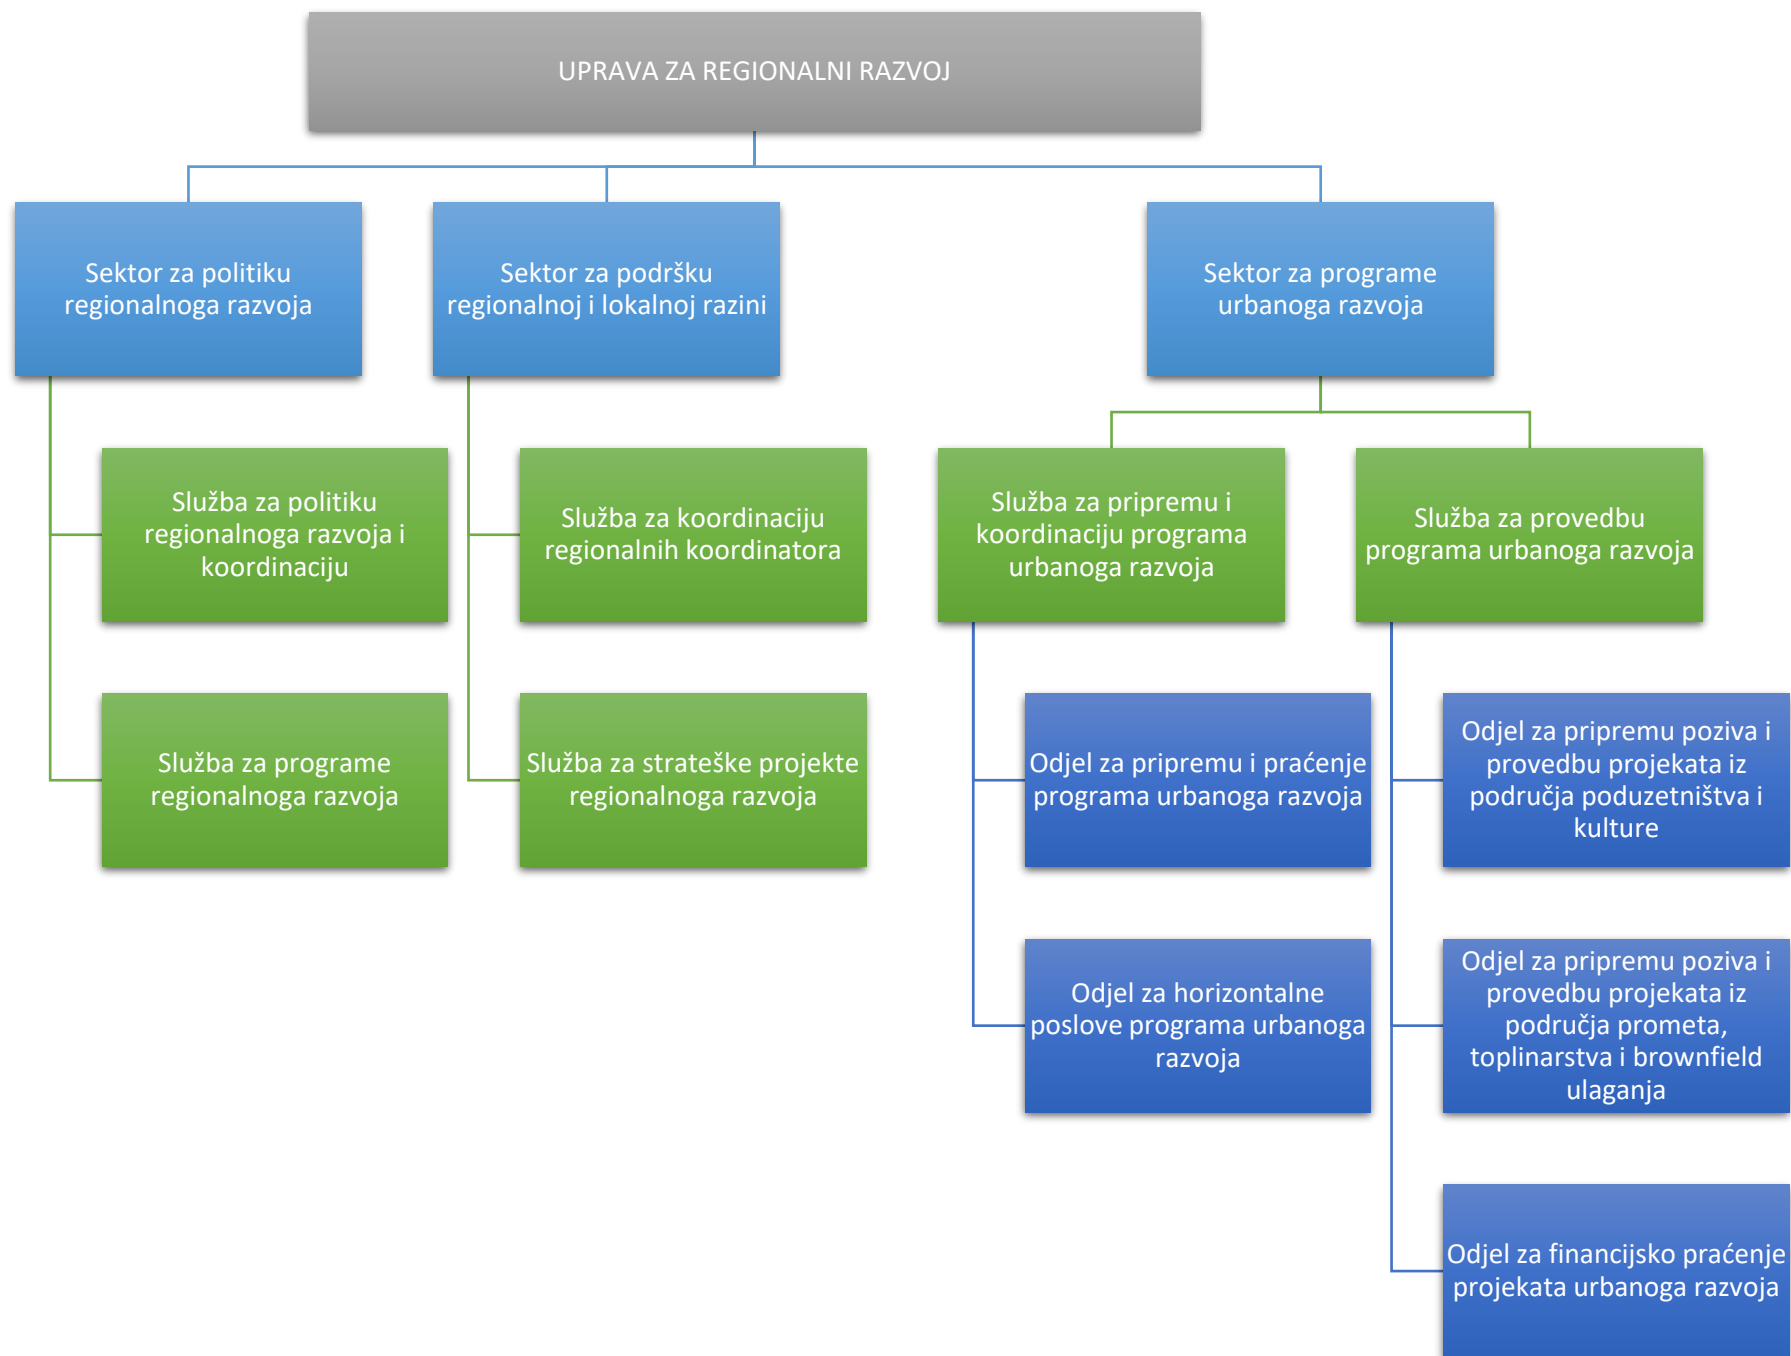 UPRAVA ZA REGIONALNI RAZVOJ
Sektor za politiku
regionalnoga razvoja
Sektor za podršku
regionalnoj i lokalnoj razini
Sektor za programe
urbanoga razvoja
Služba za politiku
regionalnoga razvoja i
koordinaciju
Služba za koordinaciju
regionalnih koordinatora
Služba za pripremu i
koordinaciju programa
urbanoga razvoja
Služba za provedbu
programa urbanoga razvoja
Služba za programe
regionalnoga razvoja
Služba za strateške projekte
regionalnoga razvoja
Odjel za pripremu i praćenje
programa urbanoga razvoja
Odjel za pripremu poziva i
provedbu projekata iz
područja poduzetništva i
kulture
Odjel za horizontalne
poslove programa urbanoga
razvoja
Odjel za pripremu poziva i
provedbu projekata iz
područja prometa,
toplinarstva i brownfield
ulaganja
Odjel za financijsko praćenje
projekata urbanoga razvoja